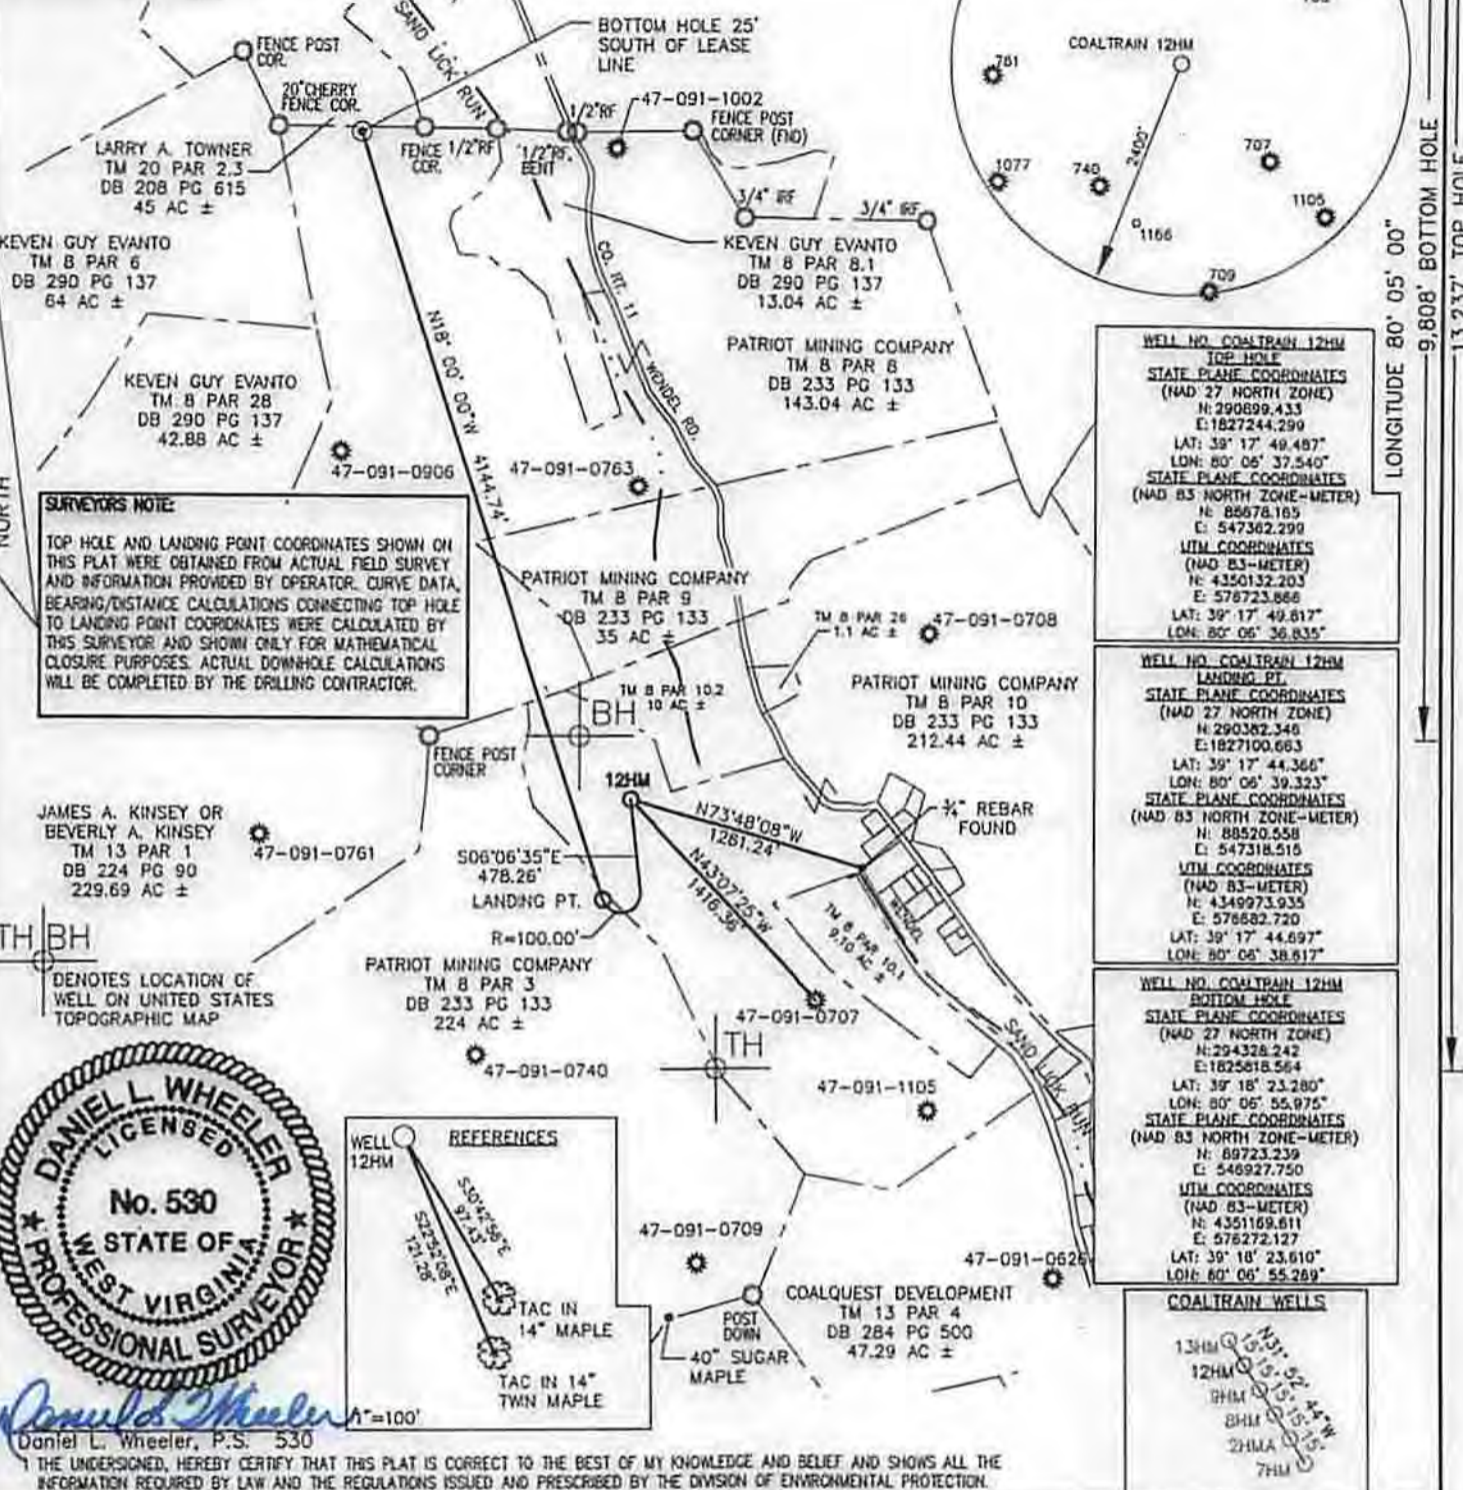 BOTTOM HOLE 25'
SOUTH OF LEASE
LINE
SAND LICK RUN
FENCE POST
COR.
20"CHERRY
FENCE COR.
47-091-1002
1/2"RF
FENCE POST
CORNER (FND)
FENCE
COR.
1/2"RF
1/2"RF.
BENT
LARRY A. TOWNER
TM 20 PAR 2.3
DB 208 PG 615
45 AC ±
3/4" IRF
3/4" IRF
KEVEN GUY EVANTO
TM 8 PAR 6
DB 290 PG 137
64 AC ±
KEVEN GUY EVANTO
TM 8 PAR 8.1
DB 290 PG 137
13.04 AC ±
CO. RT. 11
WENDEL RD.
PATRIOT MINING COMPANY
TM 8 PAR 8
DB 233 PG 133
143.04 AC ±
KEVEN GUY EVANTO
TM 8 PAR 28
DB 290 PG 137
42.88 AC ±
N18° 00' 00"W
4144.74'
47-091-0906
47-091-0763
NORTH
SURVEYORS NOTE:
TOP HOLE AND LANDING POINT COORDINATES SHOWN ON
THIS PLAT WERE OBTAINED FROM ACTUAL FIELD SURVEY
AND INFORMATION PROVIDED BY OPERATOR. CURVE DATA,
BEARING/DISTANCE CALCULATIONS CONNECTING TOP HOLE
TO LANDING POINT COORDINATES WERE CALCULATED BY
THIS SURVEYOR AND SHOWN ONLY FOR MATHEMATICAL
CLOSURE PURPOSES. ACTUAL DOWNHOLE CALCULATIONS
WILL BE COMPLETED BY THE DRILLING CONTRACTOR.
PATRIOT MINING COMPANY
TM 8 PAR 9
DB 233 PG 133
35 AC ±
TM 8 PAR 26
1.1 AC ±
47-091-0708
TM 8 PAR 10.2
10 AC ±
PATRIOT MINING COMPANY
TM 8 PAR 10
DB 233 PG 133
212.44 AC ±
BH
FENCE POST
CORNER
12HM
N73°48'08"W
1261.24'
¾" REBAR
FOUND
JAMES A. KINSEY OR
BEVERLY A. KINSEY
TM 13 PAR 1
DB 224 PG 90
229.69 AC ±
47-091-0761
S06°06'35"E
478.26'
LANDING PT.
N43°07'25"W
1416.36'
R=100.00'
WENDEL
TM 8 PAR 10.1
9.10 AC ±
TH BH
DENOTES LOCATION OF
WELL ON UNITED STATES
TOPOGRAPHIC MAP
PATRIOT MINING COMPANY
TM 8 PAR 3
DB 233 PG 133
224 AC ±
47-091-0707
TH
SAND LICK RUN
47-091-0740
47-091-1105
DANIEL L. WHEELER
LICENSED
No. 530
STATE OF
WEST VIRGINIA
PROFESSIONAL SURVEYOR
WELL
12HM
REFERENCES
S30°42'56"E
97.43'
S22°52'08"E
121.28'
TAC IN
14" MAPLE
TAC IN 14"
TWIN MAPLE
1"=100'
47-091-0709
47-091-0626
POST
DOWN
40" SUGAR
MAPLE
COALQUEST DEVELOPMENT
TM 13 PAR 4
DB 284 PG 500
47.29 AC ±
Daniel L. Wheeler
Daniel L. Wheeler, P.S. 530
I THE UNDERSIGNED, HEREBY CERTIFY THAT THIS PLAT IS CORRECT TO THE BEST OF MY KNOWLEDGE AND BELIEF AND SHOWS ALL THE
INFORMATION REQUIRED BY LAW AND THE REGULATIONS ISSUED AND PRESCRIBED BY THE DIVISION OF ENVIRONMENTAL PROTECTION.
COALTRAIN 12HM
761
2400'
1077
740
707
1105
1166
709
LONGITUDE 80° 05' 00"
9,808' BOTTOM HOLE
13,237' TOP HOLE
WELL NO. COALTRAIN 12HM
TOP HOLE
STATE PLANE COORDINATES
(NAD 27 NORTH ZONE)
N:290899.433
E:1827244.299
LAT: 39° 17' 49.487"
LON: 80° 06' 37.540"
STATE PLANE COORDINATES
(NAD 83 NORTH ZONE-METER)
N: 88678.165
E: 547362.299
UTM COORDINATES
(NAD 83-METER)
N: 4350132.203
E: 576723.866
LAT: 39° 17' 49.817"
LON: 80° 06' 36.835"
WELL NO. COALTRAIN 12HM
LANDING PT.
STATE PLANE COORDINATES
(NAD 27 NORTH ZONE)
N:290382.346
E:1827100.663
LAT: 39° 17' 44.366"
LON: 80° 06' 39.323"
STATE PLANE COORDINATES
(NAD 83 NORTH ZONE-METER)
N: 88520.558
E: 547318.516
UTM COORDINATES
(NAD 83-METER)
N: 4349973.935
E: 576682.720
LAT: 39° 17' 44.697"
LON: 80° 06' 38.617"
WELL NO. COALTRAIN 12HM
BOTTOM HOLE
STATE PLANE COORDINATES
(NAD 27 NORTH ZONE)
N:294328.242
E:1825818.564
LAT: 39° 18' 23.280"
LON: 80° 06' 55.975"
STATE PLANE COORDINATES
(NAD 83 NORTH ZONE-METER)
N: 89723.239
E: 546927.750
UTM COORDINATES
(NAD 83-METER)
N: 4351169.611
E: 576272.127
LAT: 39° 18' 23.610"
LON: 80° 06' 55.269"
COALTRAIN WELLS
13HM
12HM
9HM
8HM
2HMA
7HM
N31° 52' 44"W
15' 15' 15' 15' 15'